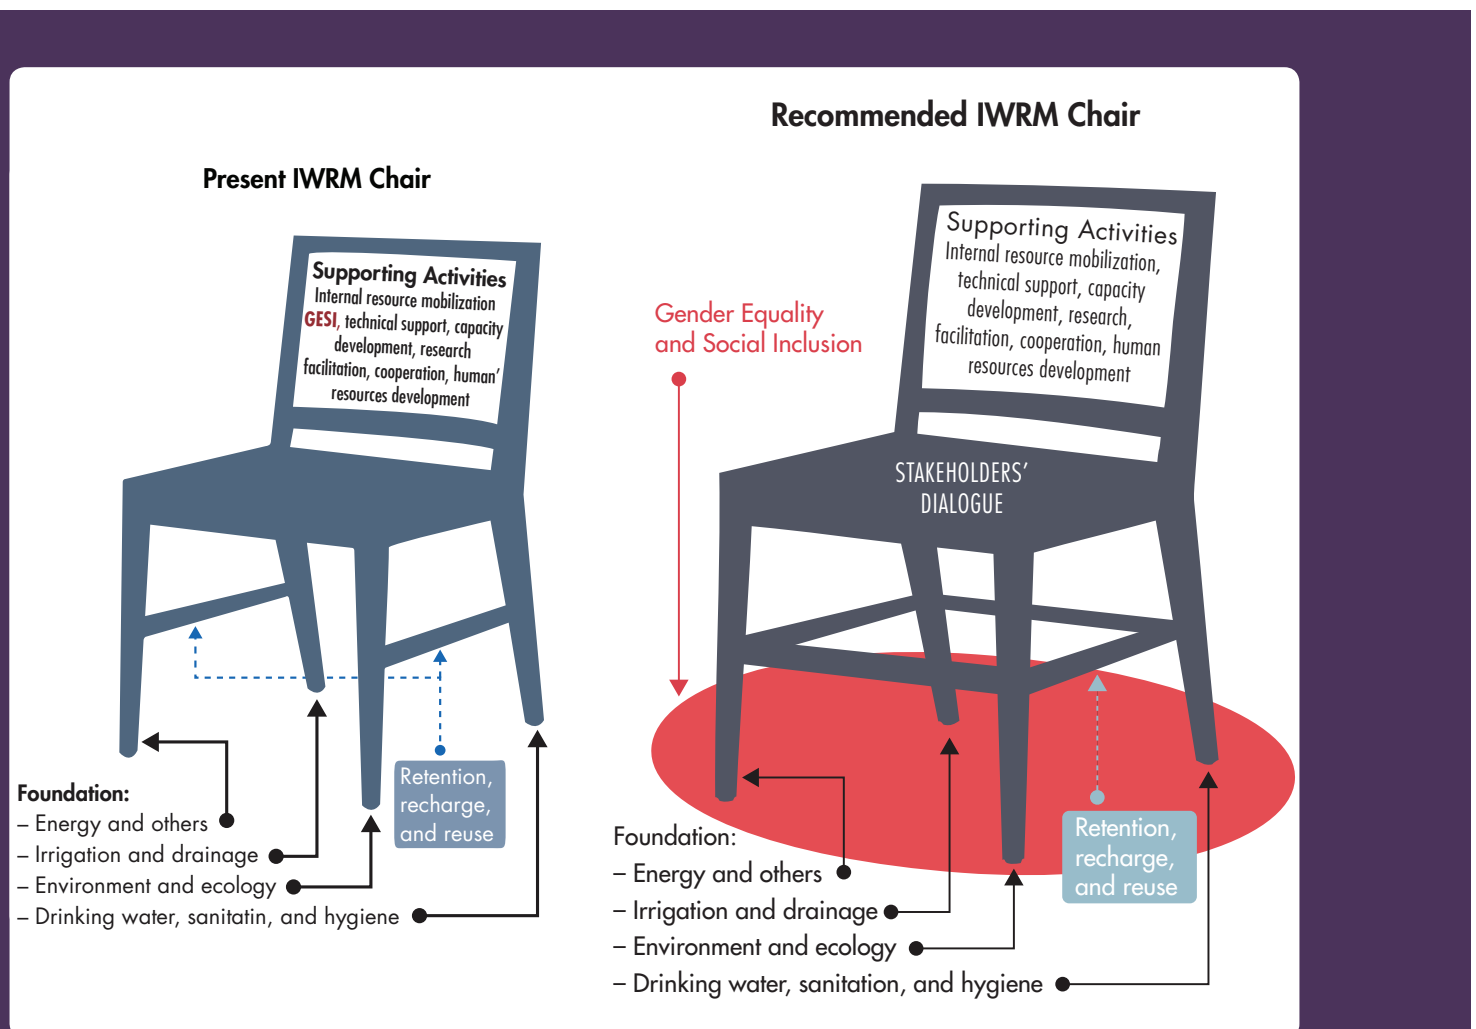 Present IWRM Chair
Supporting Activities
Internal resource mobilization
GESI, technical support, capacity
development, research
facilitation, cooperation, human’
resources development
Retention,
recharge,
and reuse
Foundation:
– Energy and others
– Irrigation and drainage
– Environment and ecology
– Drinking water, sanitatin, and hygiene
Recommended IWRM Chair
Supporting Activities
Internal resource mobilization,
technical support, capacity
development, research,
facilitation, cooperation, human
resources development
Gender Equality
and Social Inclusion
STAKEHOLDERS’
DIALOGUE
Retention,
recharge,
and reuse
Foundation:
– Energy and others
– Irrigation and drainage
– Environment and ecology
– Drinking water, sanitation, and hygiene